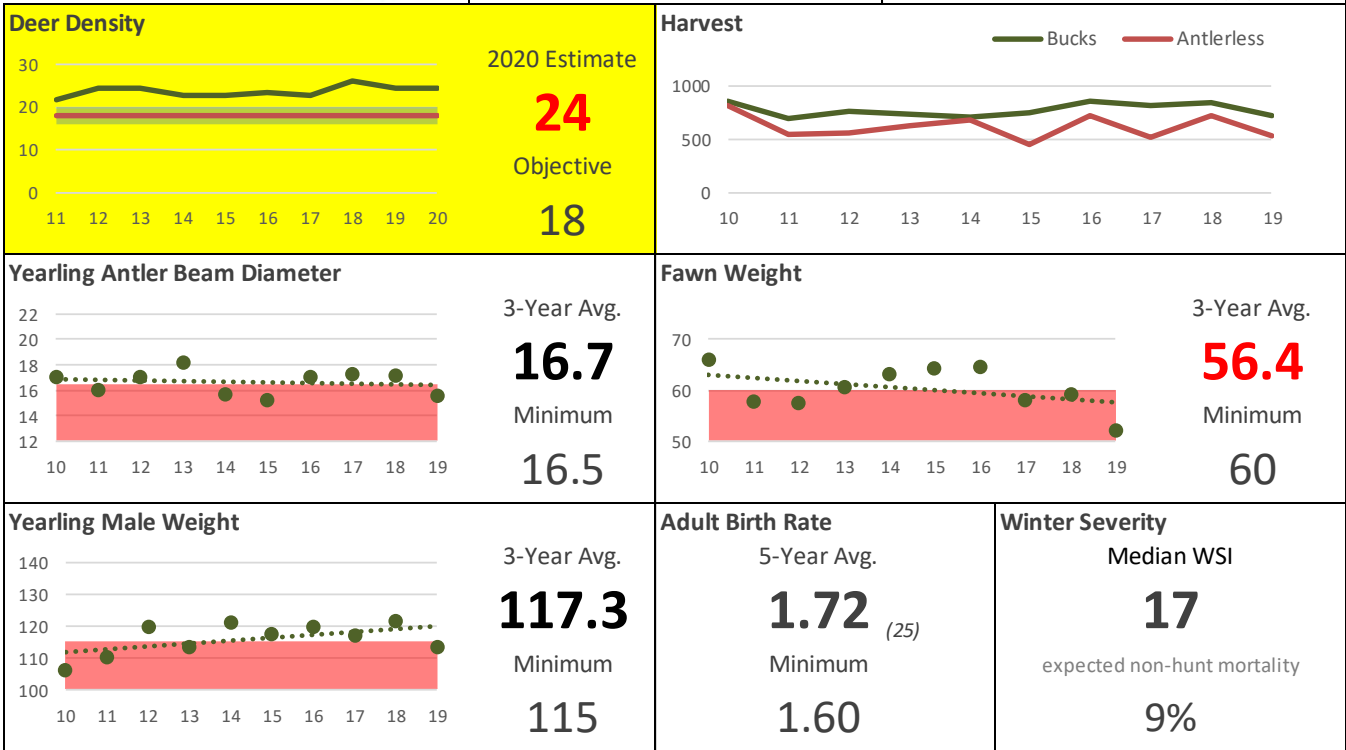 Deer Density
30
20
10
0
11 12 13 14 15 16 17 18 19 20
2020 Estimate
24
Objective
18
Harvest
Bucks Antlerless
1000
500
0
10 11 12 13 14 15 16 17 18 19
Yearling Antler Beam Diameter
22
20
18
16
14
12
10 11 12 13 14 15 16 17 18 19
3-Year Avg.
16.7
Minimum
16.5
Fawn Weight
70
60
50
10 11 12 13 14 15 16 17 18 19
3-Year Avg.
56.4
Minimum
60
Yearling Male Weight
140
130
120
110
100
10 11 12 13 14 15 16 17 18 19
3-Year Avg.
117.3
Minimum
115
Adult Birth Rate
5-Year Avg.
1.72 (25)
Minimum
1.60
Winter Severity
Median WSI
17
expected non-hunt mortality
9%